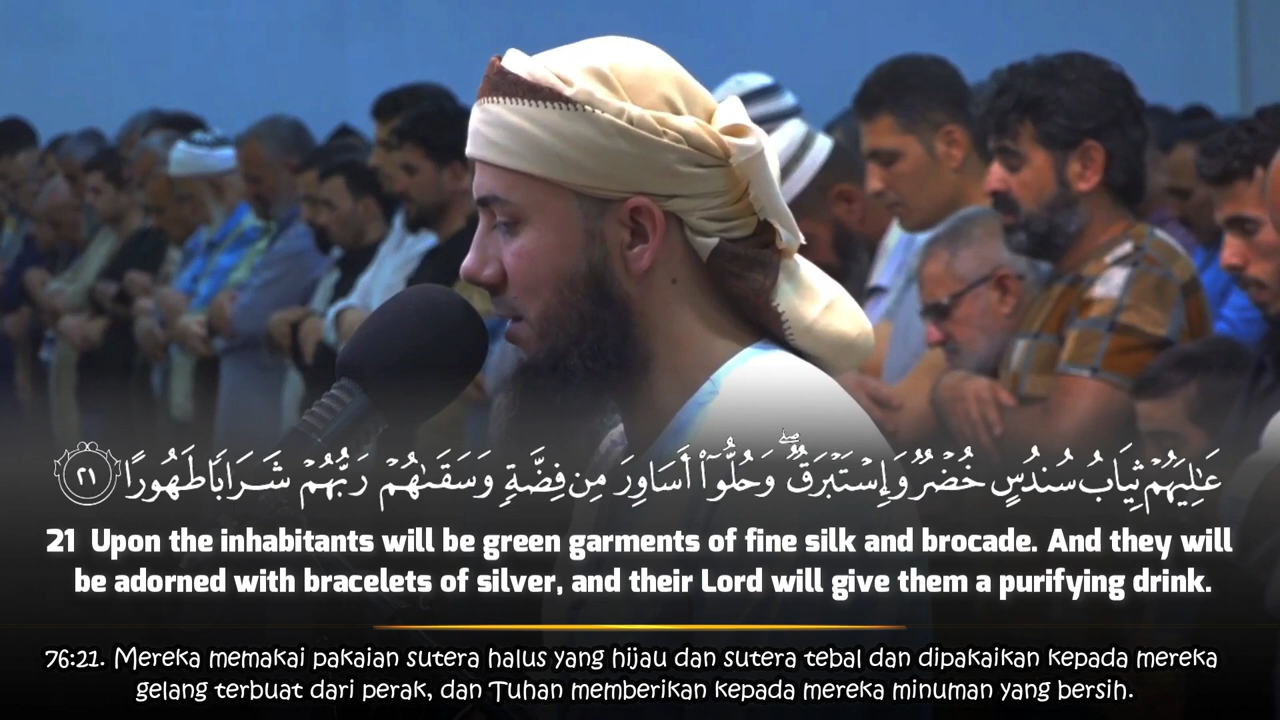 عَـٰلِيَهُمْ ثِيَابُ سُندُسٍ خُضْرٌ وَإِسْتَبْرَقٌ ۖ وَحُلُّوٓا۟ أَسَاوِرَ مِن فِضَّةٍ وَسَقَىٰهُمْ رَبُّهُمْ شَرَابًا طَهُورًا ٢١
21 Upon the inhabitants will be green garments of fine silk and brocade. And they will
be adorned with bracelets of silver, and their Lord will give them a purifying drink.
76:21. Mereka memakai pakaian sutera halus yang hijau dan sutera tebal dan dipakaikan kepada mereka
gelang terbuat dari perak, dan Tuhan memberikan kepada mereka minuman yang bersih.